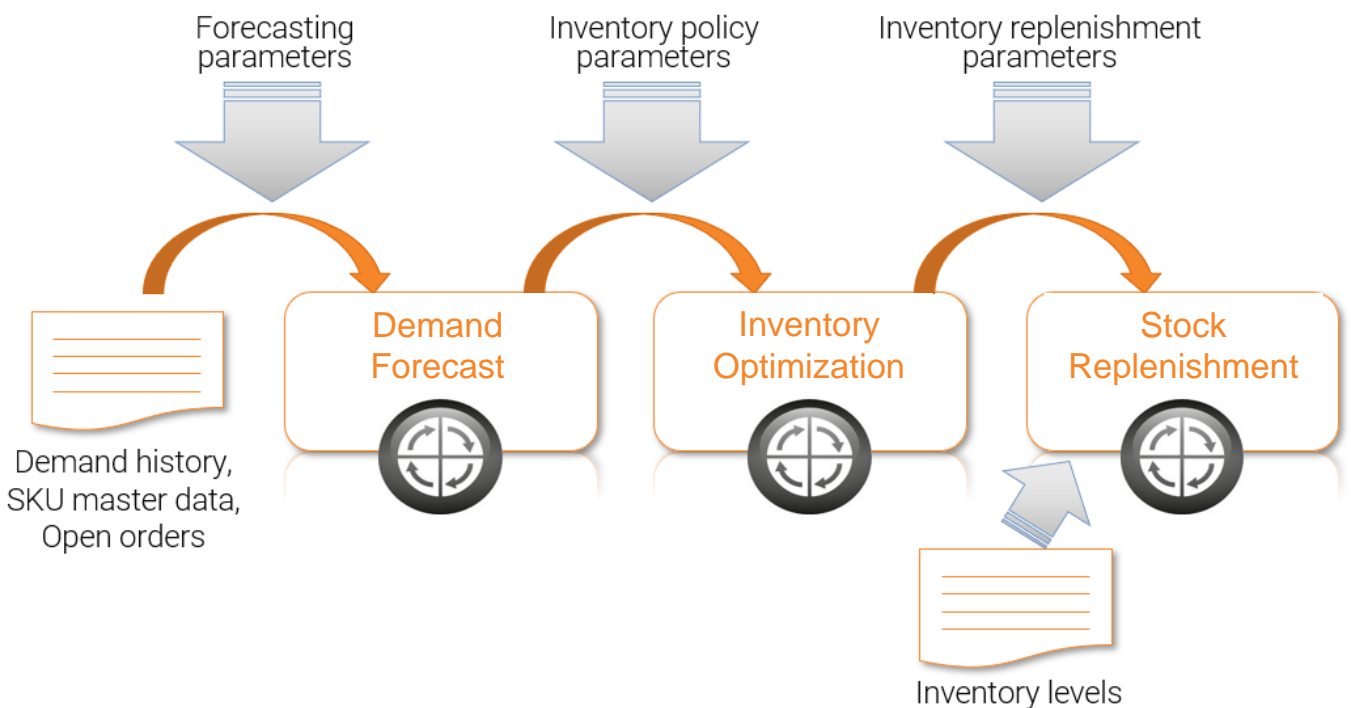 Forecasting
parameters
Inventory policy
parameters
Inventory replenishment
parameters
Demand
Forecast
Inventory
Optimization
Stock
Replenishment
Demand history,
SKU master data,
Open orders
Inventory levels